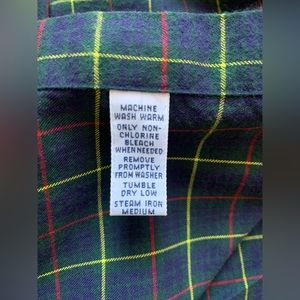 MACHINE
WASH WARM
ONLY NON-
CHLORINE
BLEACH
WHEN NEEDED
REMOVE
PROMPTLY
FROM WASHER
TUMBLE
DRY LOW
STEAM IRON
MEDIUM